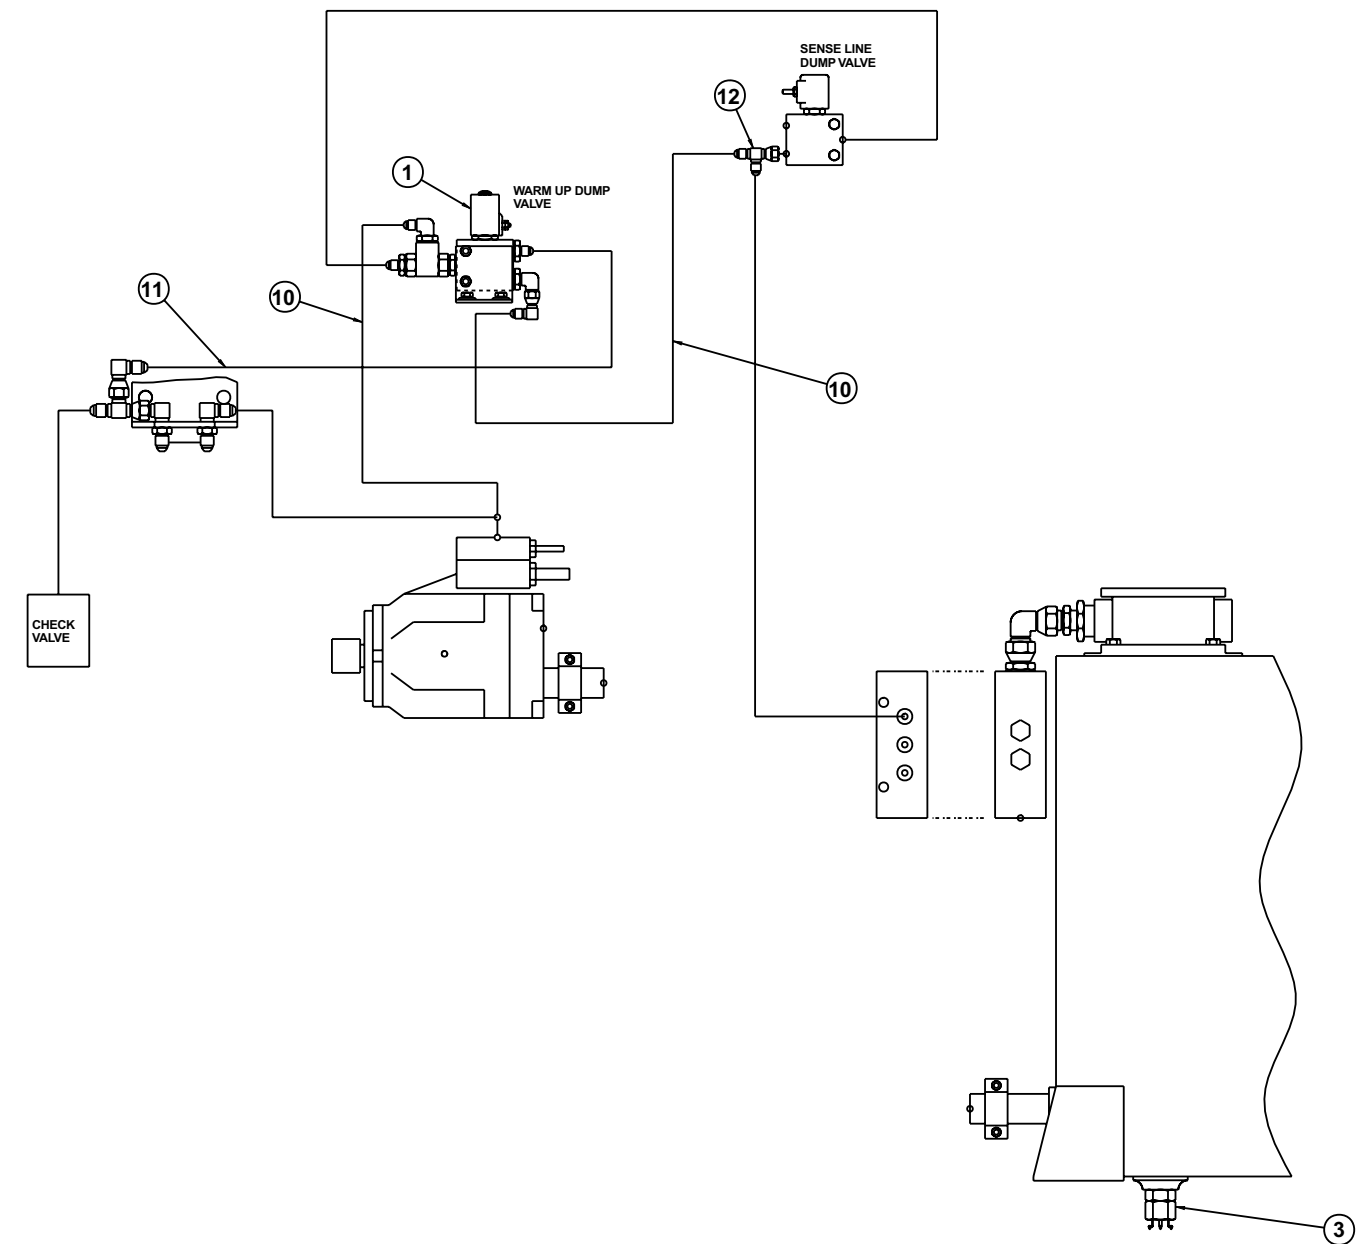 SENSE LINE
DUMP VALVE
12
1
WARM UP DUMP
VALVE
11
10
10
CHECK
VALVE
3